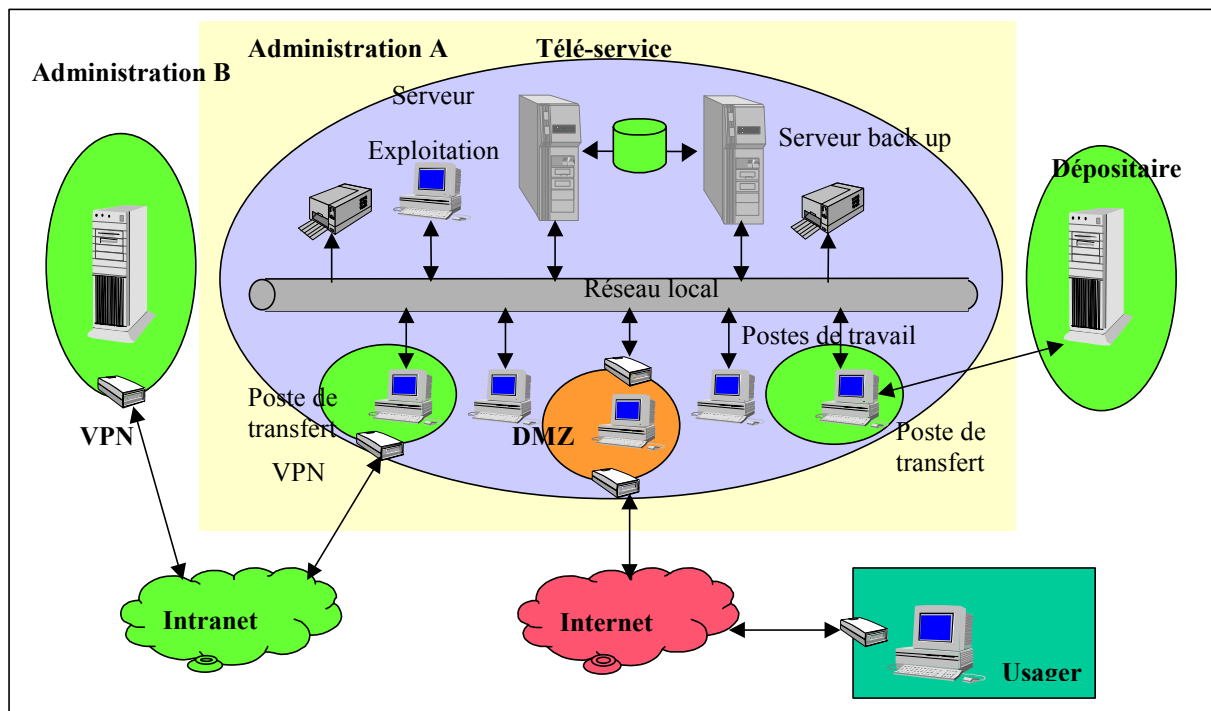 Administration A
Télé-service
Administration B
Serveur
Serveur back up
Exploitation
Dépositaire
Réseau local
Postes de travail
Poste de
transfert
VPN
DMZ
Poste de
transfert
VPN
Intranet
Internet
Usager